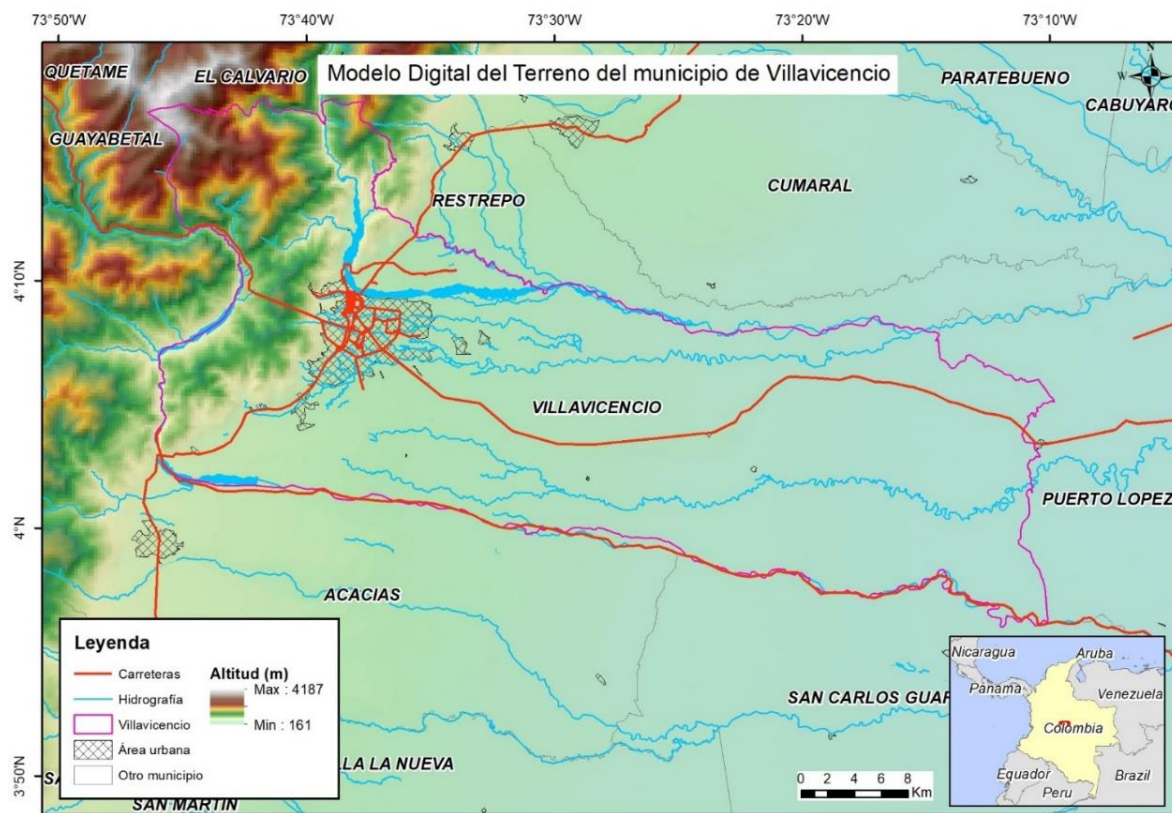 73°50'W 73°40'W 73°30'W 73°20'W 73°10'W
Modelo Digital del Terreno del municipio de Villavicencio
N
W
QUETAME
EL CALVARIO
PARATEBUENO
CABUYARO
GUAYABETAL
CUMARAL
RESTREPO
4°10'N
VILLAVICENCIO
PUERTO LOPEZ
4°N
ACACIAS
SAN CARLOS GUAR
LLA LA NUEVA
SAN MARTIN
3°50'N
Leyenda
Carreteras
Hidrografía
Villavicencio
Área urbana
Otro municipio
Altitud (m)
Max : 4187
Min : 161
0 2 4 6 8
Km
Nicaragua
Aruba
Panama
Venezuela
Colombia
Equador
Peru
Brazil